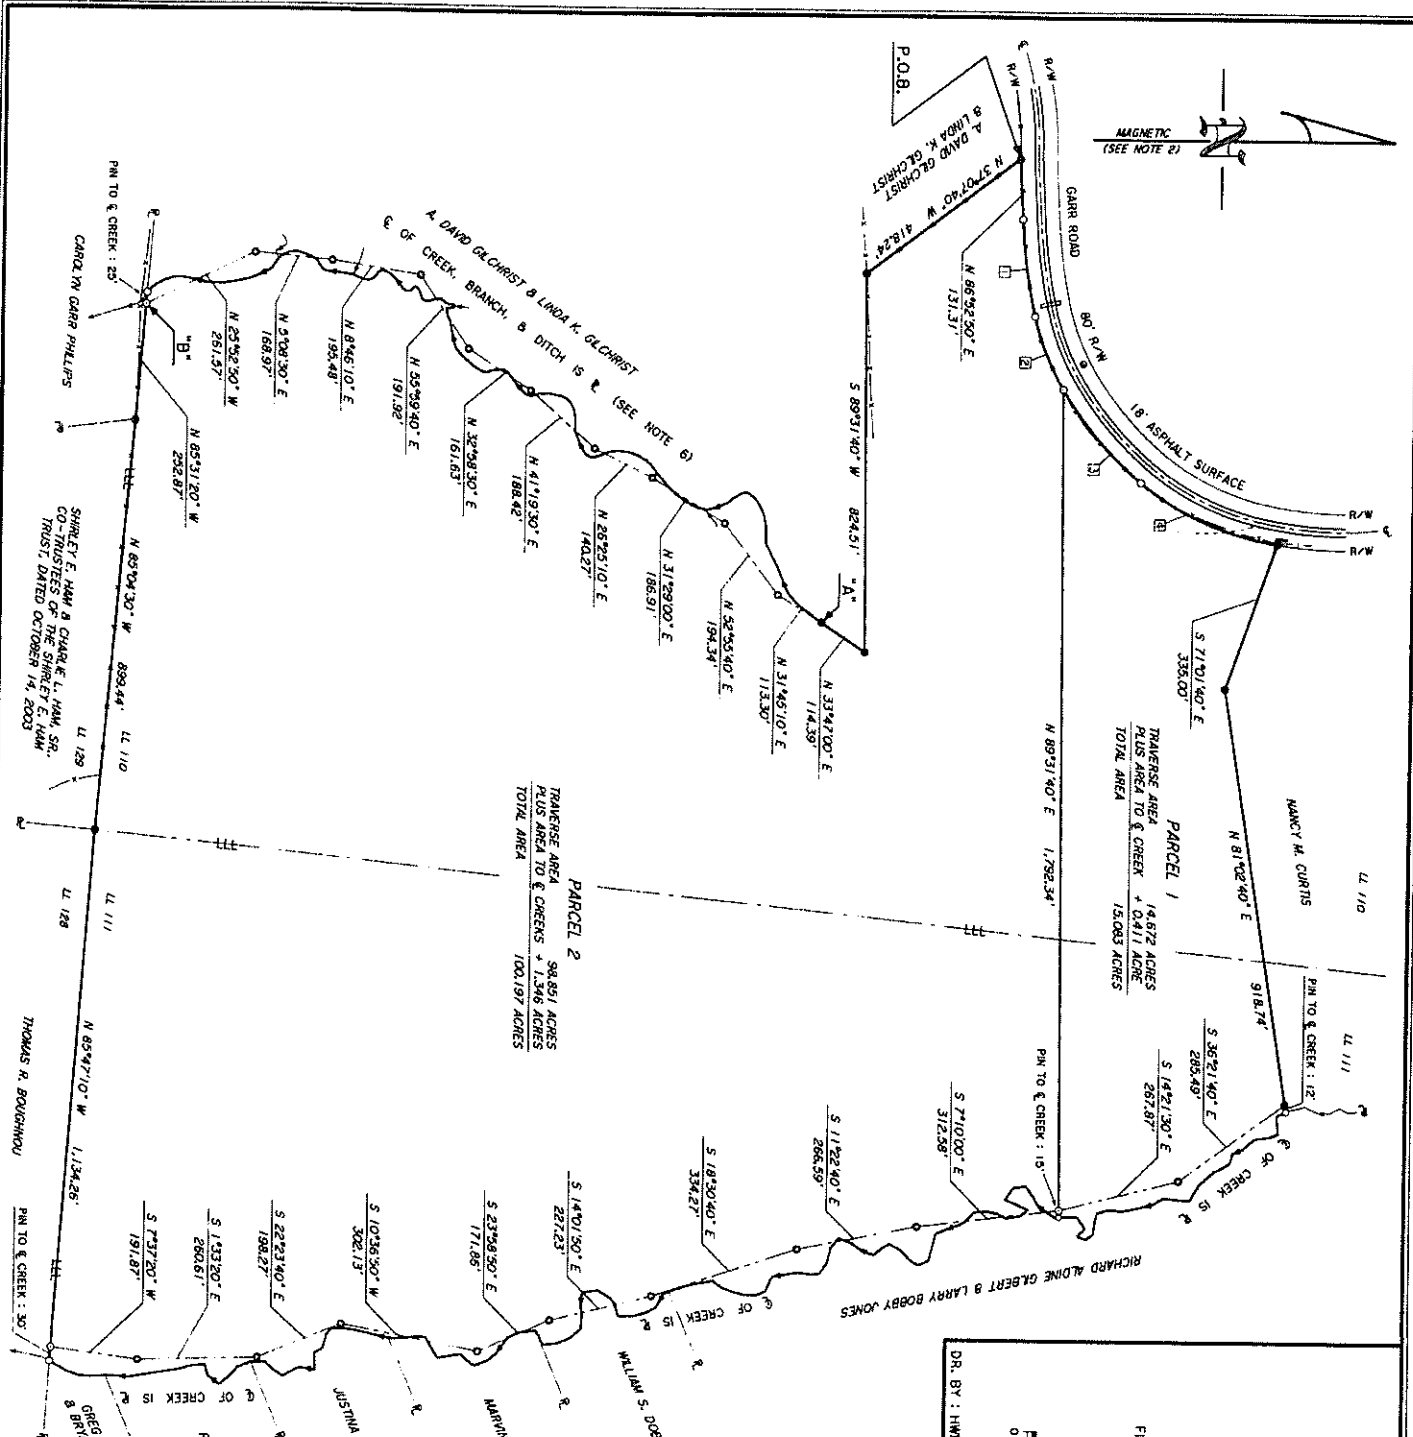 MAGNETIC
(SEE NOTE 2)
P.O.B.
R/W
℄
R/W
GARR ROAD
80' R/W
18' ASPHALT SURFACE
R/W
℄
R/W
A. DAVID GILCHRIST
& LINDA K. GILCHRIST
N 37°07'40" W 418.24'
N 86°52'50" E
131.31'
1
2
3
4
S 89°31'40" W 824.51'
S 71°01'40" E
335.00'
NANCY M. CURTIS
LL 110
N 81°02'40" E 918.74'
LL 111
PIN TO ℄ CREEK : 12'
PARCEL 1
TRAVERSE AREA 14.672 ACRES
PLUS AREA TO ℄ CREEK + 0.411 ACRE
TOTAL AREA 15.083 ACRES
N 89°31'40" E 1,792.34'
LLL
S 36°21'40" E
285.49'
S 14°21'30" E
267.87'
℄ OF CREEK IS ℄
PIN TO ℄ CREEK : 15'
RICHARD ALDINE GILBERT & LARRY BOBBY JONES
S 7°10'00" E
312.58'
S 11°22'40" E
266.59'
S 18°30'40" E
334.27'
℄ OF CREEK IS ℄
S 14°01'50" E
227.23'
S 23°58'50" E
171.86'
S 10°36'50" W
302.13'
S 22°23'40" E
198.27'
S 1°33'20" E
260.61'
S 7°37'20" W
191.87'
℄ OF CREEK IS ℄
WILLIAM S.
JUSTINA
GREG
PIN TO ℄ CREEK : 30'
A. DAVID GILCHRIST & LINDA K. GILCHRIST
℄ OF CREEK, BRANCH, & DITCH IS ℄ (SEE NOTE 6)
"A"
N 33°47'00" E
114.39'
N 31°45'10" E
113.30'
N 52°55'40" E
194.34'
N 31°29'00" E
186.91'
N 26°25'10" E
140.27'
N 41°19'30" E
188.42'
N 32°58'30" E
161.63'
N 55°59'40" E
191.92'
N 8°46'10" E
195.48'
N 5°08'30" E
168.97'
N 25°52'50" W
261.57'
"B"
PIN TO ℄ CREEK : 25'
CAROLYN GARR PHILLIPS
N 85°31'20" W
252.87'
LLL
N 85°04'30" W 899.44'
LL 110
LL 129
SHIRLEY E. HAM & CHARLIE L. HAM, SR.,
CO-TRUSTEES OF THE SHIRLEY E. HAM
TRUST, DATED OCTOBER 14, 2003
LLL
PARCEL 2
TRAVERSE AREA 98.851 ACRES
PLUS AREA TO ℄ CREEKS + 1.346 ACRES
TOTAL AREA 100.197 ACRES
LL 111
LL 128
N 85°47'10" W 1,134.26'
LLL
DR. BY :